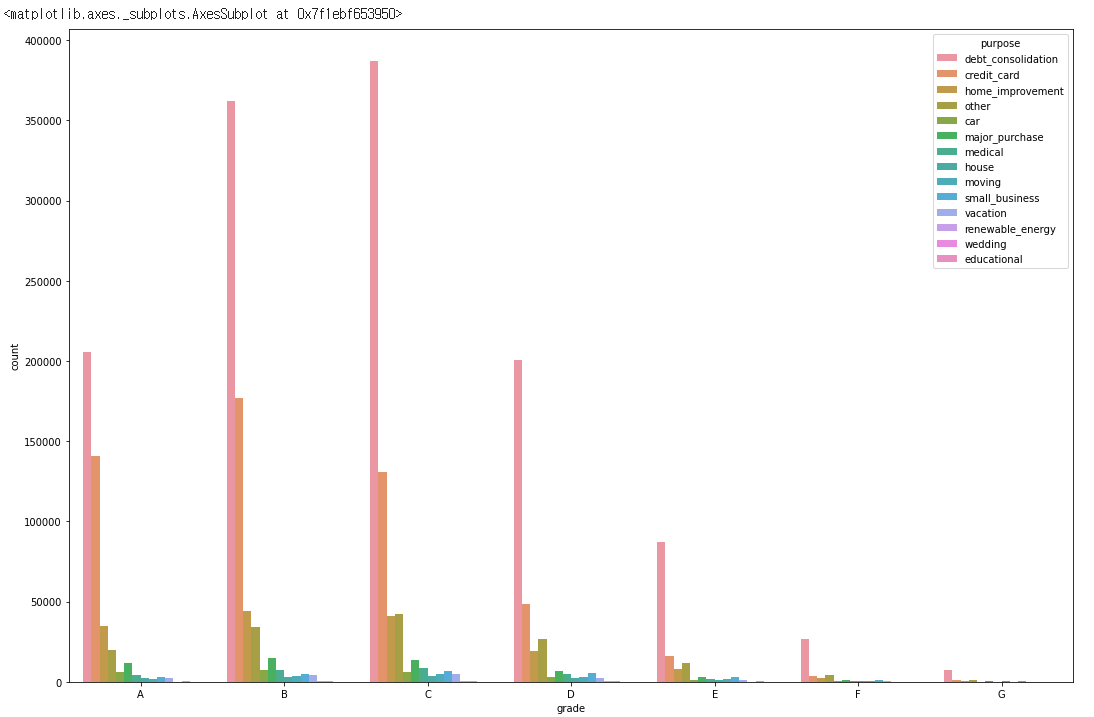 <matplotlib.axes._subplots.AxesSubplot at 0x7f1ebf653950>
400000
350000
300000
250000
200000
150000
100000
50000
0
count
A B C D E F G
grade
purpose
debt_consolidation
credit_card
home_improvement
other
car
major_purchase
medical
house
moving
small_business
vacation
renewable_energy
wedding
educational